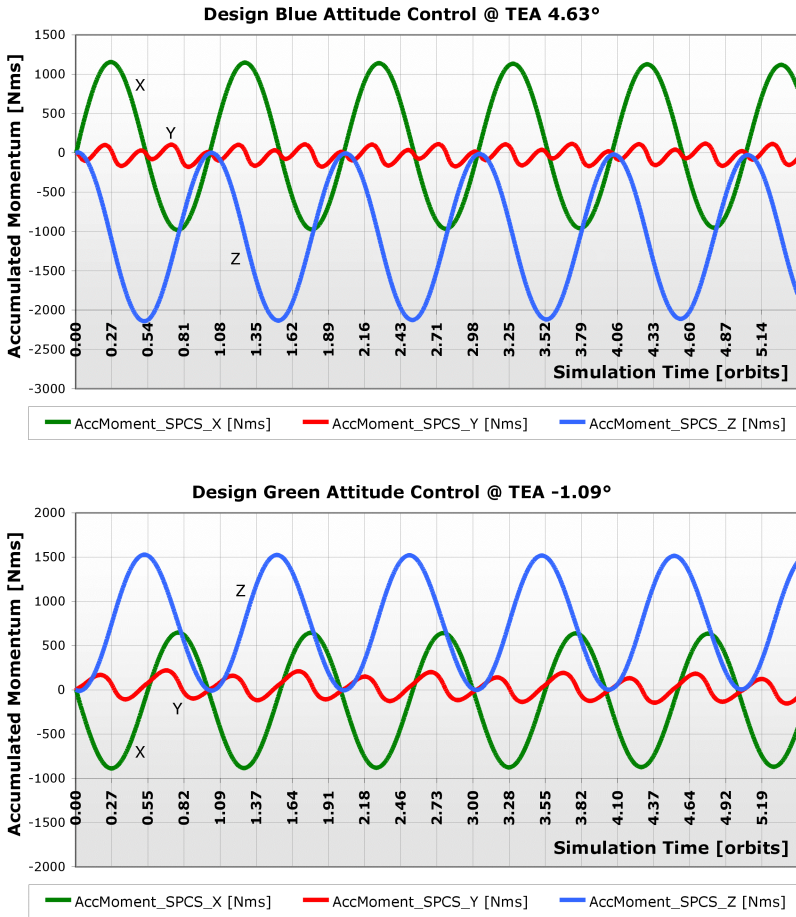 Design Blue Attitude Control @ TEA 4.63°
Accumulated Momentum [Nms]
1500
1000
500
0
-500
-1000
-1500
-2000
-2500
-3000
X
Y
Z
0.00 0.27 0.54 0.81 1.08 1.35 1.62 1.89 2.16 2.43 2.71 2.98 3.25 3.52 3.79 4.06 4.33 4.60 4.87 5.14
Simulation Time [orbits]
AccMoment_SPCS_X [Nms] AccMoment_SPCS_Y [Nms] AccMoment_SPCS_Z [Nms]
Design Green Attitude Control @ TEA -1.09°
Accumulated Momentum [Nms]
2000
1500
1000
500
0
-500
-1000
-1500
-2000
Z
Y
X
0.00 0.27 0.55 0.82 1.09 1.37 1.64 1.91 2.18 2.46 2.73 3.00 3.28 3.55 3.82 4.10 4.37 4.64 4.92 5.19
Simulation Time [orbits]
AccMoment_SPCS_X [Nms] AccMoment_SPCS_Y [Nms] AccMoment_SPCS_Z [Nms]